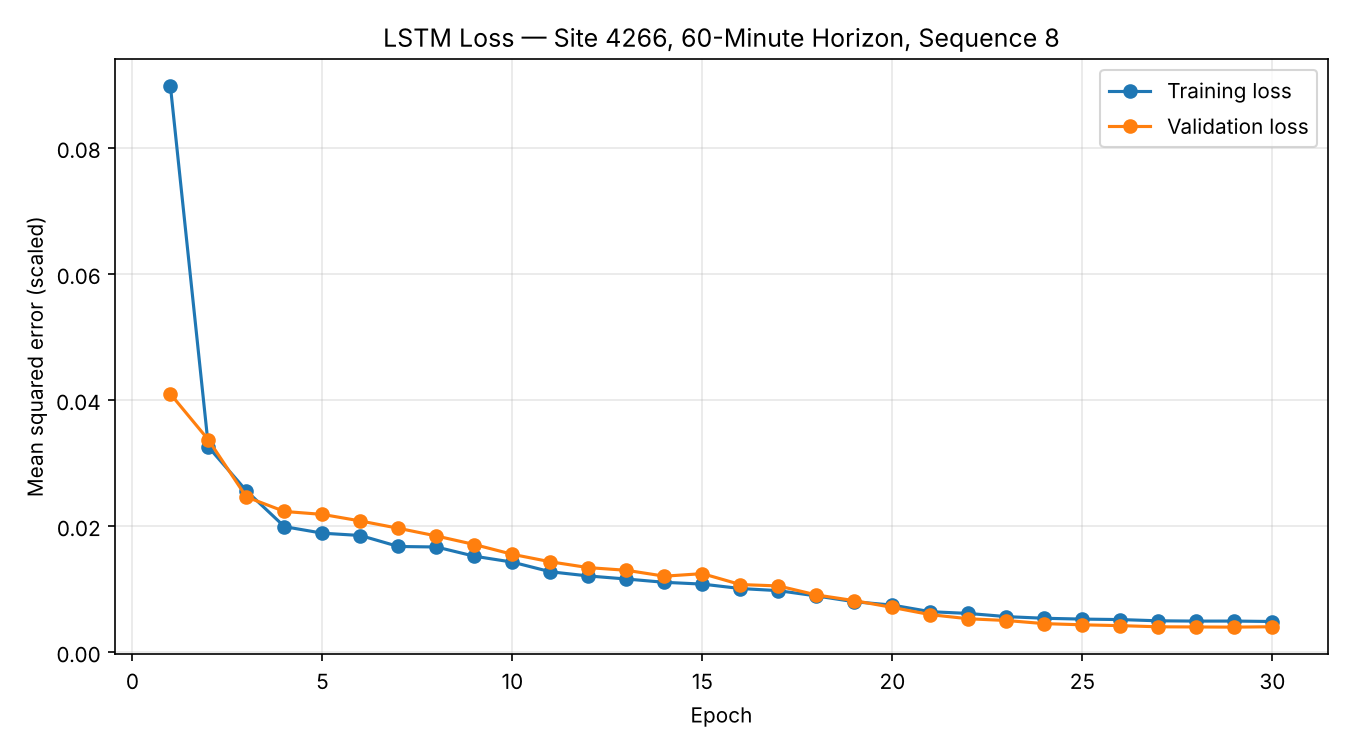 LSTM Loss — Site 4266, 60-Minute Horizon, Sequence 8
Training loss
Validation loss
Mean squared error (scaled)
0.08
0.06
0.04
0.02
0.00
0 5 10 15 20 25 30
Epoch